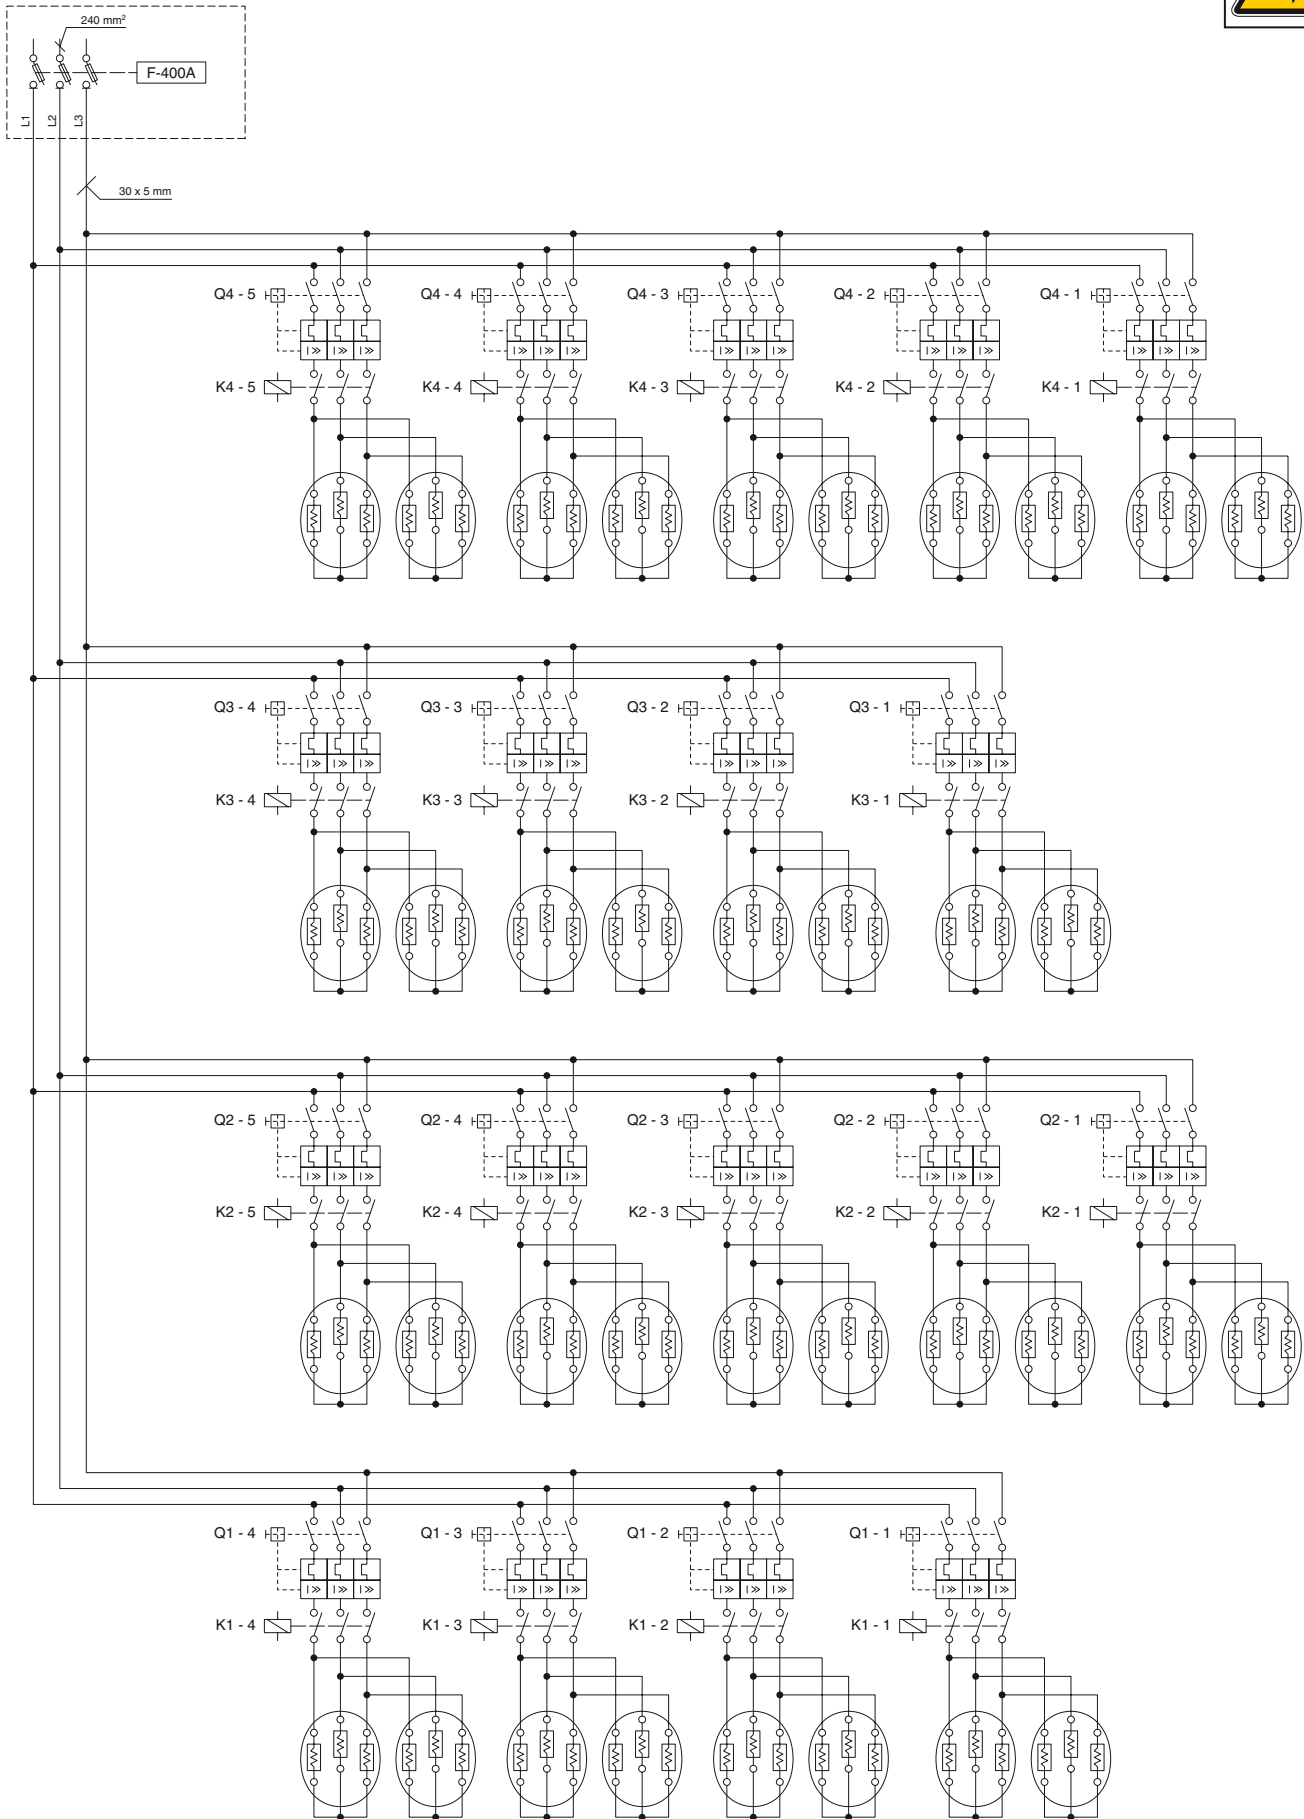 240 mm²
F-400A
L1 L2 L3
30 x 5 mm
Q4 - 5 Q4 - 4 Q4 - 3 Q4 - 2 Q4 - 1
I> I> I> I> I> I> I> I> I> I> I> I> I> I> I>
K4 - 5 K4 - 4 K4 - 3 K4 - 2 K4 - 1
Q3 - 4 Q3 - 3 Q3 - 2 Q3 - 1
I> I> I> I> I> I> I> I> I> I> I> I>
K3 - 4 K3 - 3 K3 - 2 K3 - 1
Q2 - 5 Q2 - 4 Q2 - 3 Q2 - 2 Q2 - 1
I> I> I> I> I> I> I> I> I> I> I> I> I> I> I>
K2 - 5 K2 - 4 K2 - 3 K2 - 2 K2 - 1
Q1 - 4 Q1 - 3 Q1 - 2 Q1 - 1
I> I> I> I> I> I> I> I> I> I> I> I>
K1 - 4 K1 - 3 K1 - 2 K1 - 1